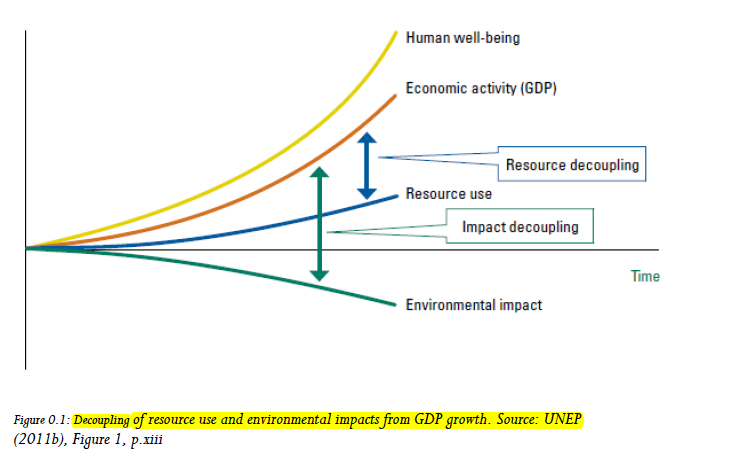 Human well-being
Economic activity (GDP)
Resource decoupling
Resource use
Impact decoupling
Time
Environmental impact
Figure 0.1: Decoupling of resource use and environmental impacts from GDP growth. Source: UNEP
(2011b), Figure 1, p.xiii